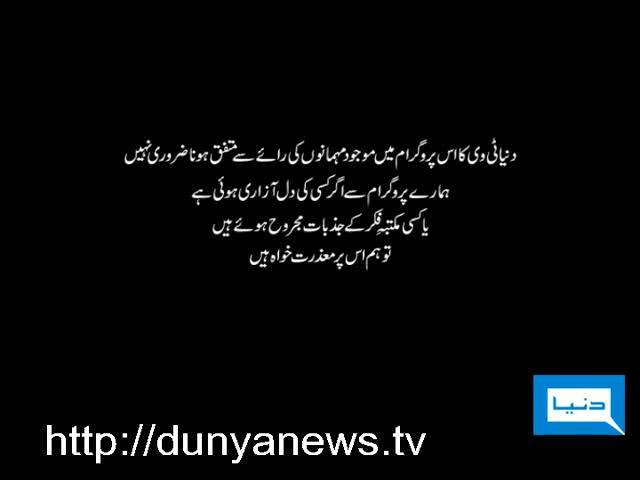 دنیا ٹی وی کا اس پروگرام میں موجود مہمانوں کی رائے سے متفق ہونا ضروری نہیں
ہمارے پروگرام سے اگر کسی کی دل آزاری ہوئی ہے
یا کسی مکتبہِ فکر کے جذبات مجروح ہوئے ہیں
تو ہم اس پر معذرت خواہ ہیں
دنیا
http://dunyanews.tv